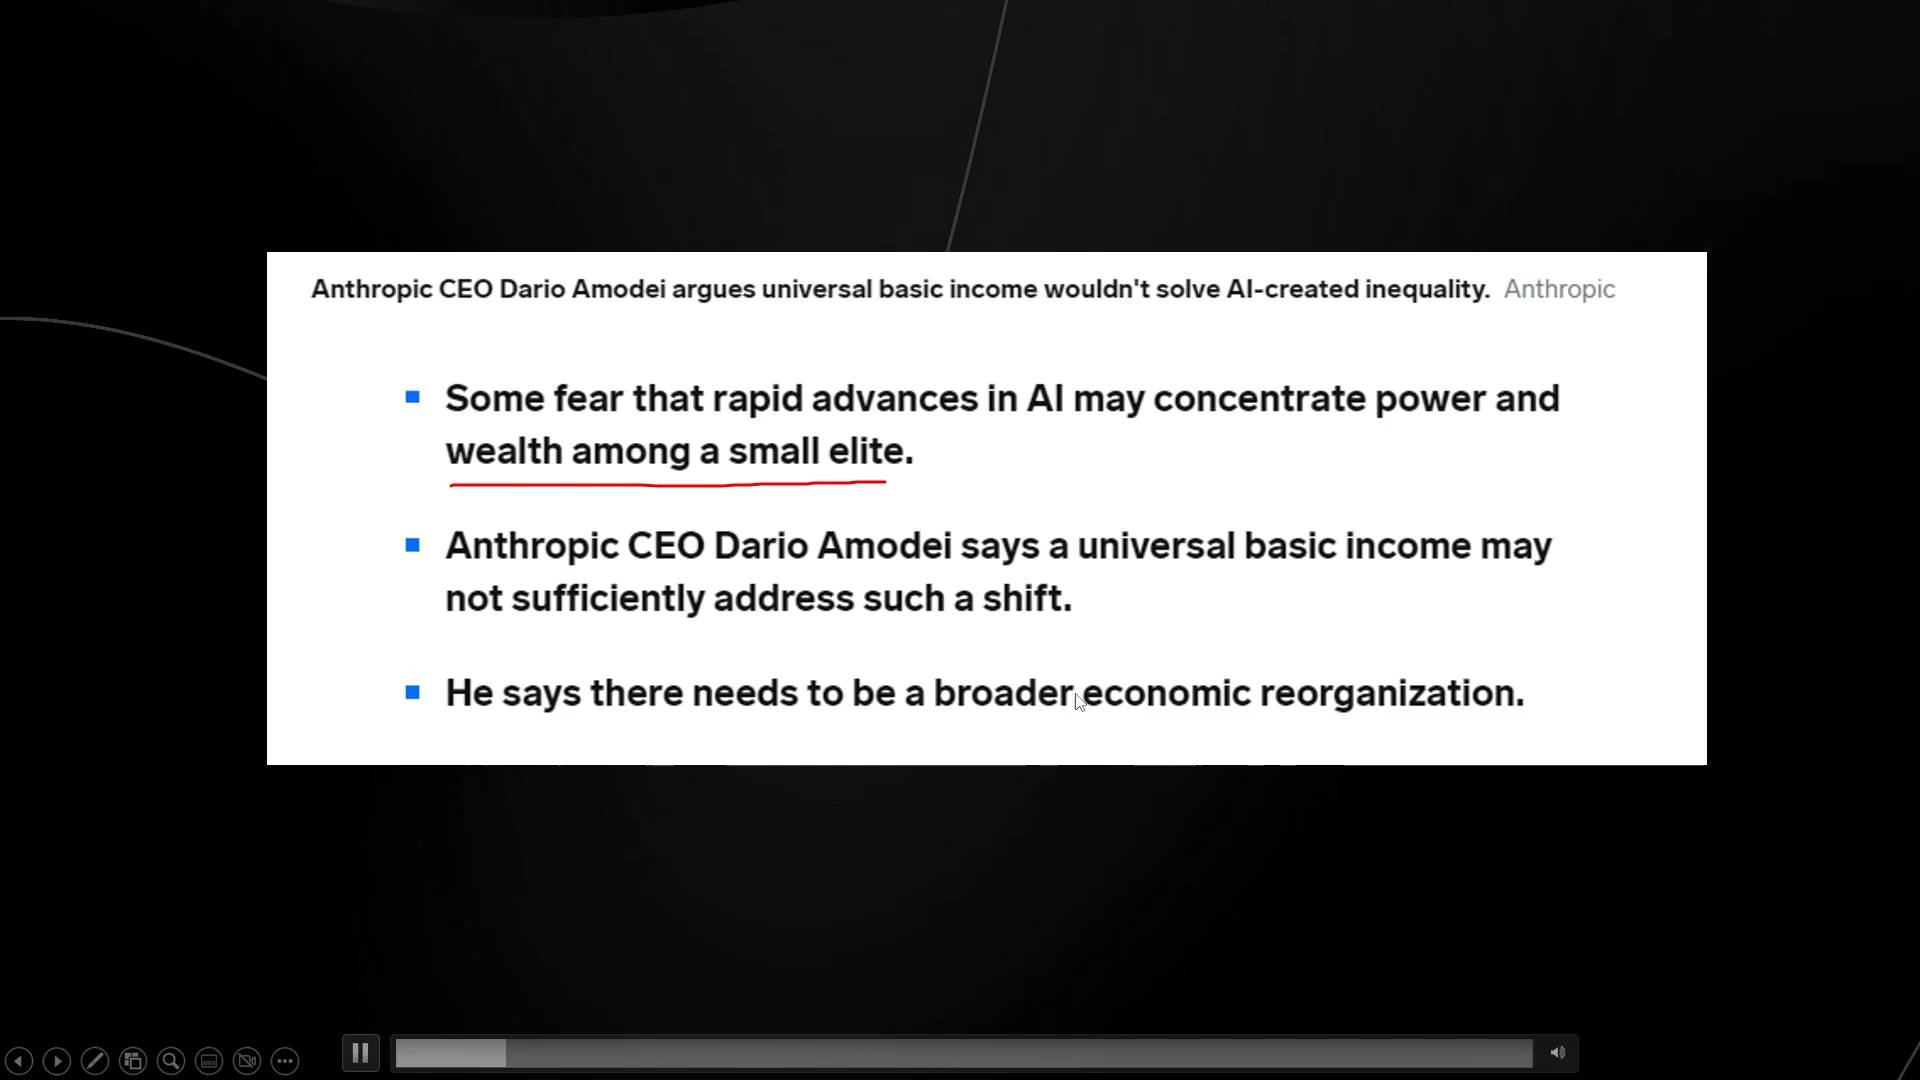 Anthropic CEO Dario Amodei argues universal basic income wouldn't solve AI-created inequality. Anthropic
Some fear that rapid advances in AI may concentrate power and
wealth among a small elite.
Anthropic CEO Dario Amodei says a universal basic income may
not sufficiently address such a shift.
He says there needs to be a broader economic reorganization.